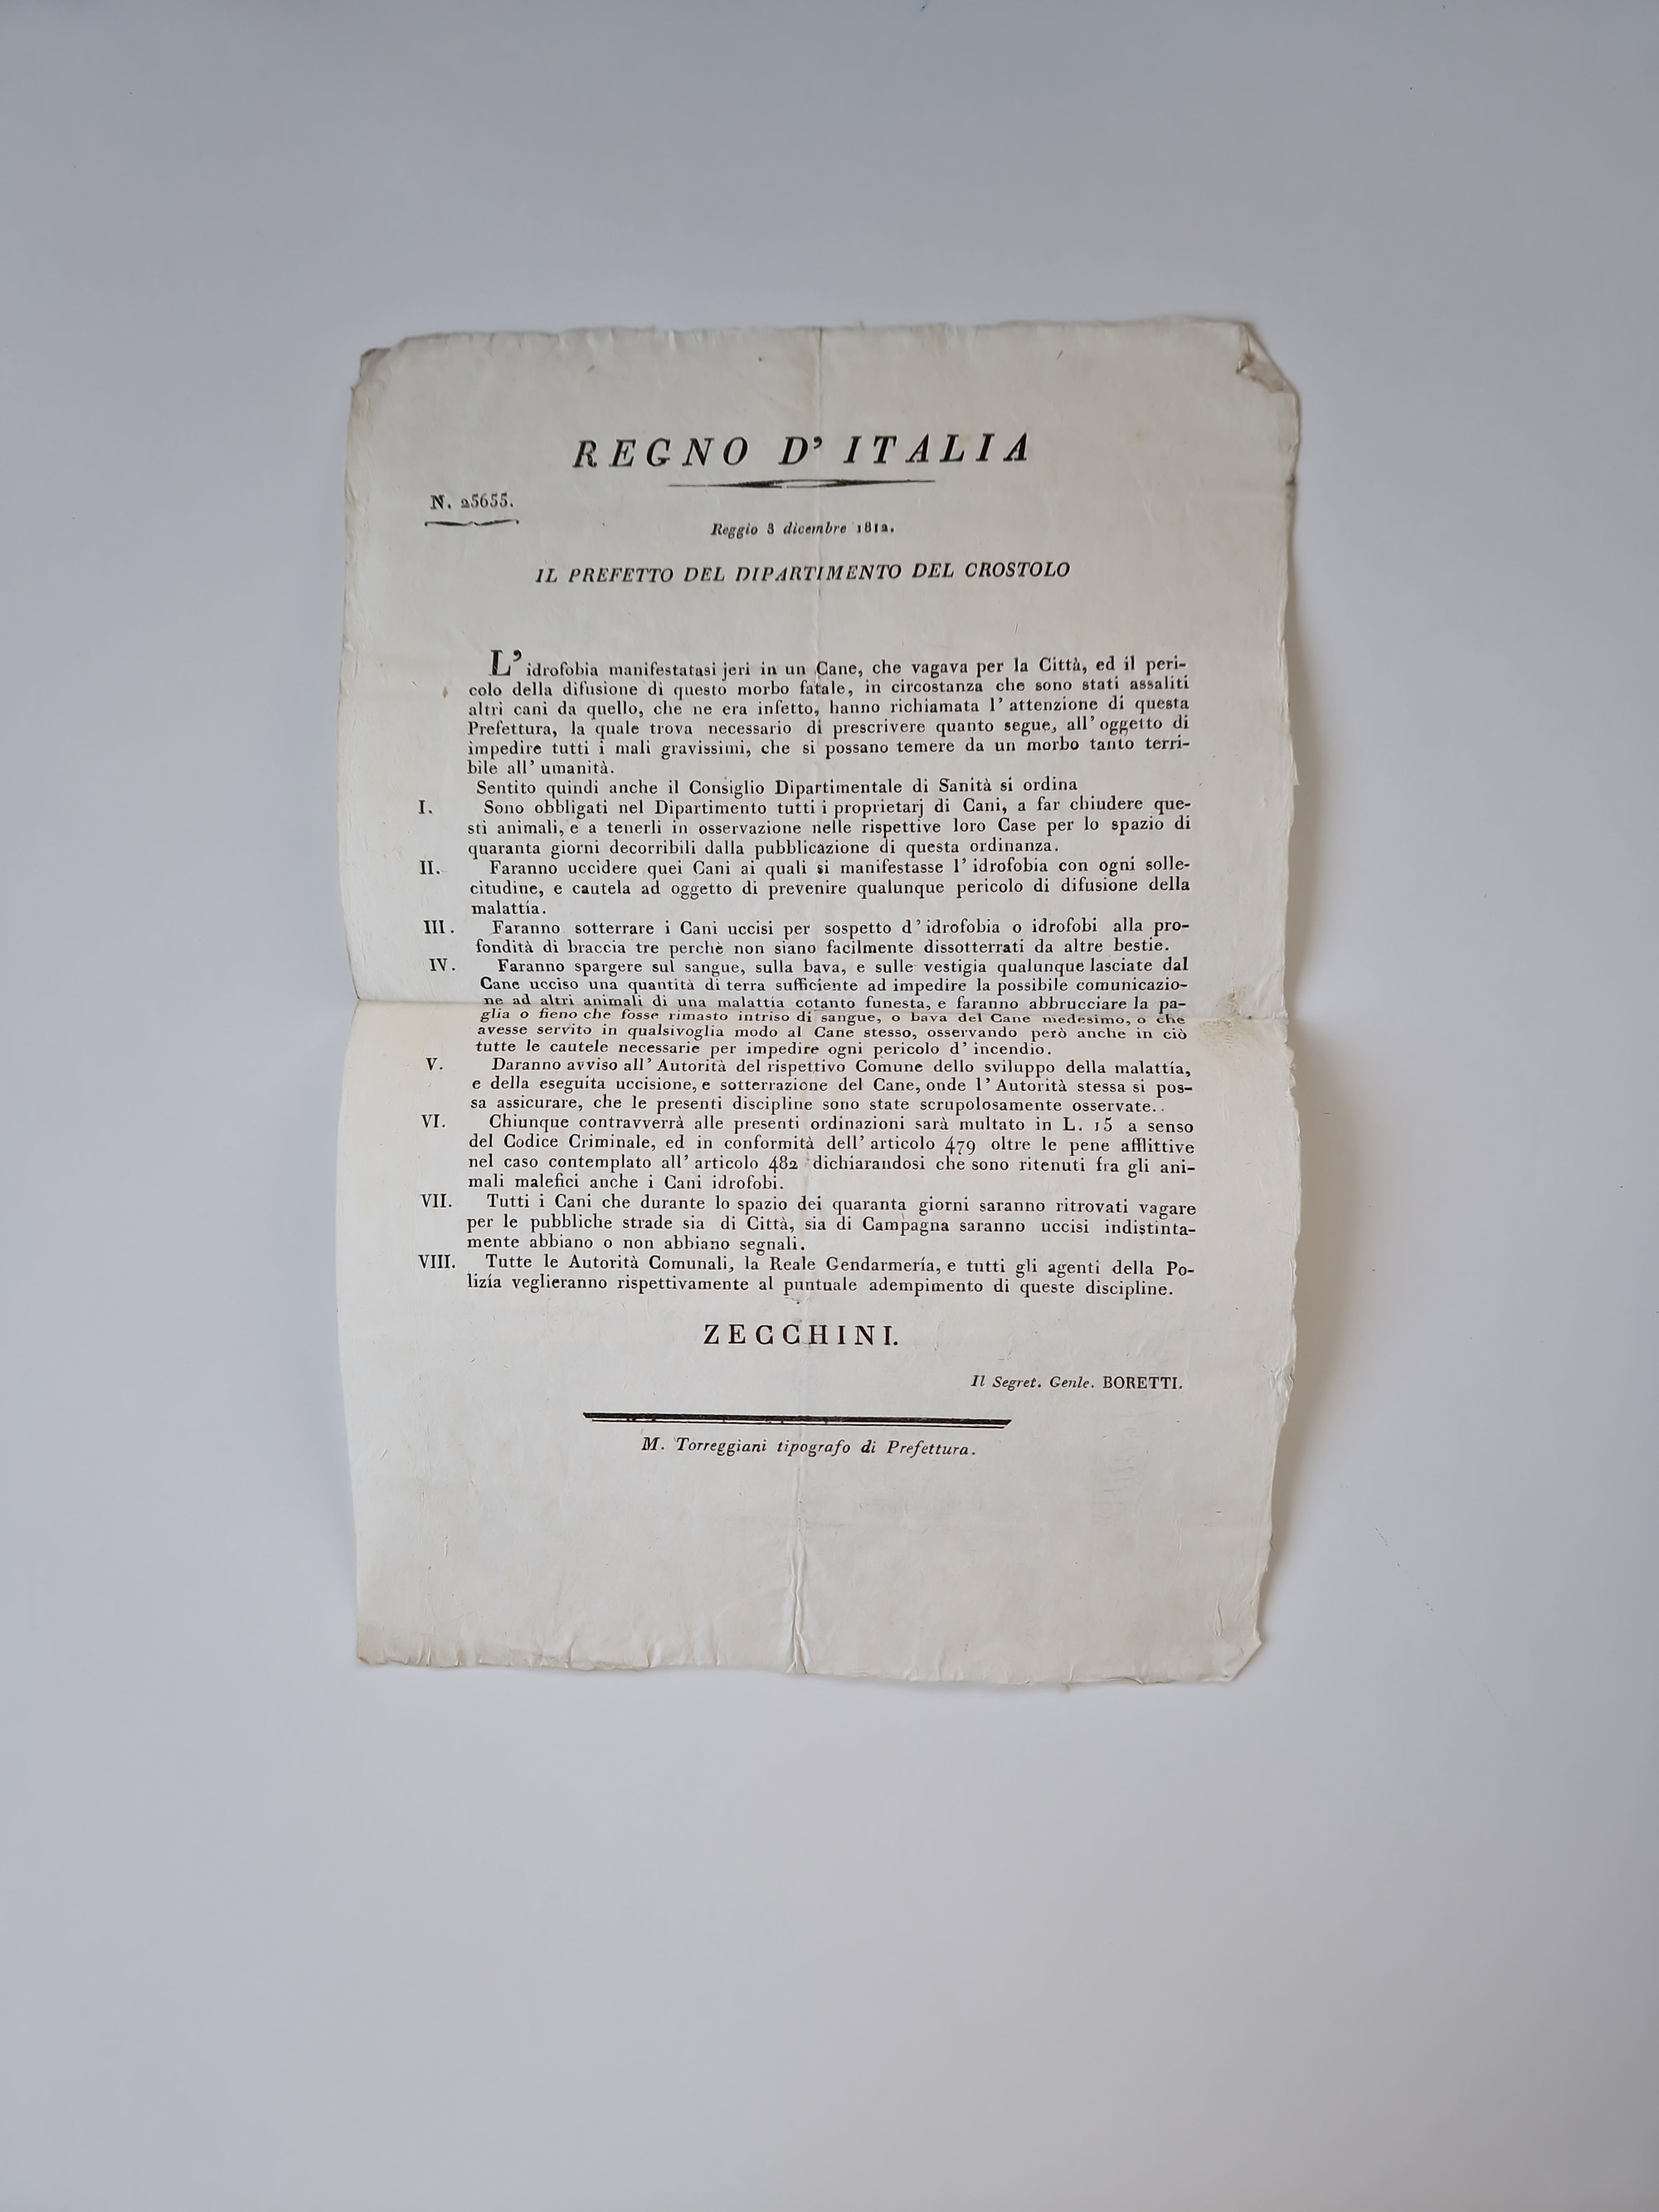 REGNO D' ITALIA
N. 25655.
Reggio 3 dicembre 1812.
IL PREFETTO DEL DIPARTIMENTO DEL CROSTOLO
L' idrofobia manifestatasi jeri in un Cane, che vagava per la Città, ed il peri-
colo della difusione di questo morbo fatale, in circostanza che sono stati assaliti
altri cani da quello, che ne era infetto, hanno richiamata l' attenzione di questa
Prefettura, la quale trova necessario di prescrivere quanto segue, all' oggetto di
impedire tutti i mali gravissimi, che si possano temere da un morbo tanto terri-
bile all' umanità.
Sentito quindi anche il Consiglio Dipartimentale di Sanità si ordina
I. Sono obbligati nel Dipartimento tutti i proprietarj di Cani, a far chiudere que-
sti animali, e a tenerli in osservazione nelle rispettive loro Case per lo spazio di
quaranta giorni decorribili dalla pubblicazione di questa ordinanza.
II. Faranno uccidere quei Cani ai quali si manifestasse l' idrofobia con ogni solle-
citudine, e cautela ad oggetto di prevenire qualunque pericolo di difusione della
malattía.
III. Faranno sotterrare i Cani uccisi per sospetto d' idrofobia o idrofobi alla pro-
fondità di braccia tre perchè non siano facilmente dissotterrati da altre bestie.
IV. Faranno spargere sul sangue, sulla bava, e sulle vestigia qualunque lasciate dal
Cane ucciso una quantità di terra sufficiente ad impedire la possibile comunicazio-
ne ad altri animali di una malattía cotanto funesta, e faranno abbrucciare la pa-
glia o fieno che fosse rimasto intriso di sangue, o bava del Cane medesimo, o che
avesse servito in qualsivoglia modo al Cane stesso, osservando però anche in ciò
tutte le cautele necessarie per impedire ogni pericolo d' incendio.
V. Daranno avviso all' Autorità del rispettivo Comune dello sviluppo della malattía,
e della eseguita uccisione, e sotterrazione del Cane, onde l' Autorità stessa si pos-
sa assicurare, che le presenti discipline sono state scrupolosamente osservate.
VI. Chiunque contravverrà alle presenti ordinazioni sarà multato in L. 15 a senso
del Codice Criminale, ed in conformità dell' articolo 479 oltre le pene afflittive
nel caso contemplato all' articolo 482 dichiarandosi che sono ritenuti fra gli ani-
mali malefici anche i Cani idrofobi.
VII. Tutti i Cani che durante lo spazio dei quaranta giorni saranno ritrovati vagare
per le pubbliche strade sia di Città, sia di Campagna saranno uccisi indistinta-
mente abbiano o non abbiano segnali.
VIII. Tutte le Autorità Comunali, la Reale Gendarmería, e tutti gli agenti della Po-
lizía veglieranno rispettivamente al puntuale adempimento di queste discipline.
ZECCHINI.
Il Segret. Genle. BORETTI.
M. Torreggiani tipografo di Prefettura.